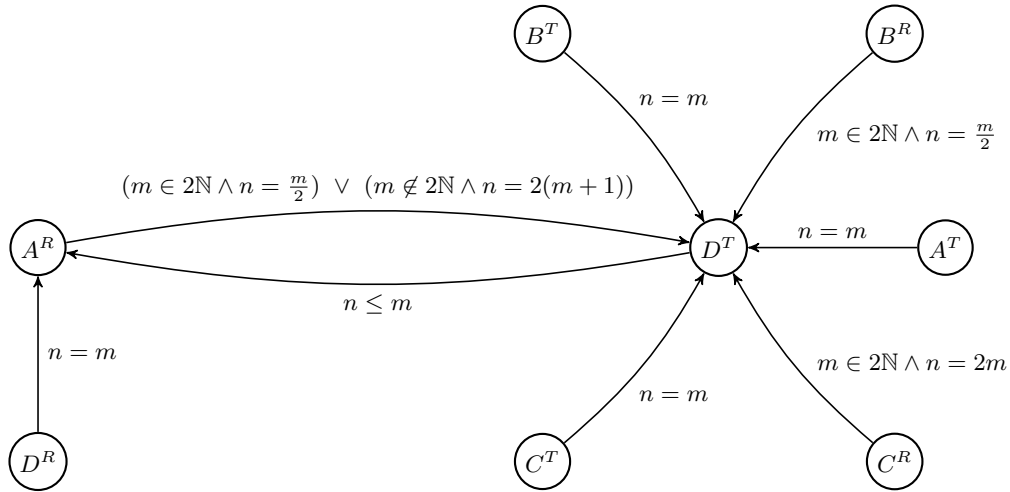 B^T
B^R
n = m
m ∈ 2ℕ ∧ n = m/2
(m ∈ 2ℕ ∧ n = m/2) ∨ (m ∉ 2ℕ ∧ n = 2(m + 1))
n = m
A^R
D^T
A^T
n ≤ m
n = m
m ∈ 2ℕ ∧ n = 2m
n = m
D^R
C^T
C^R